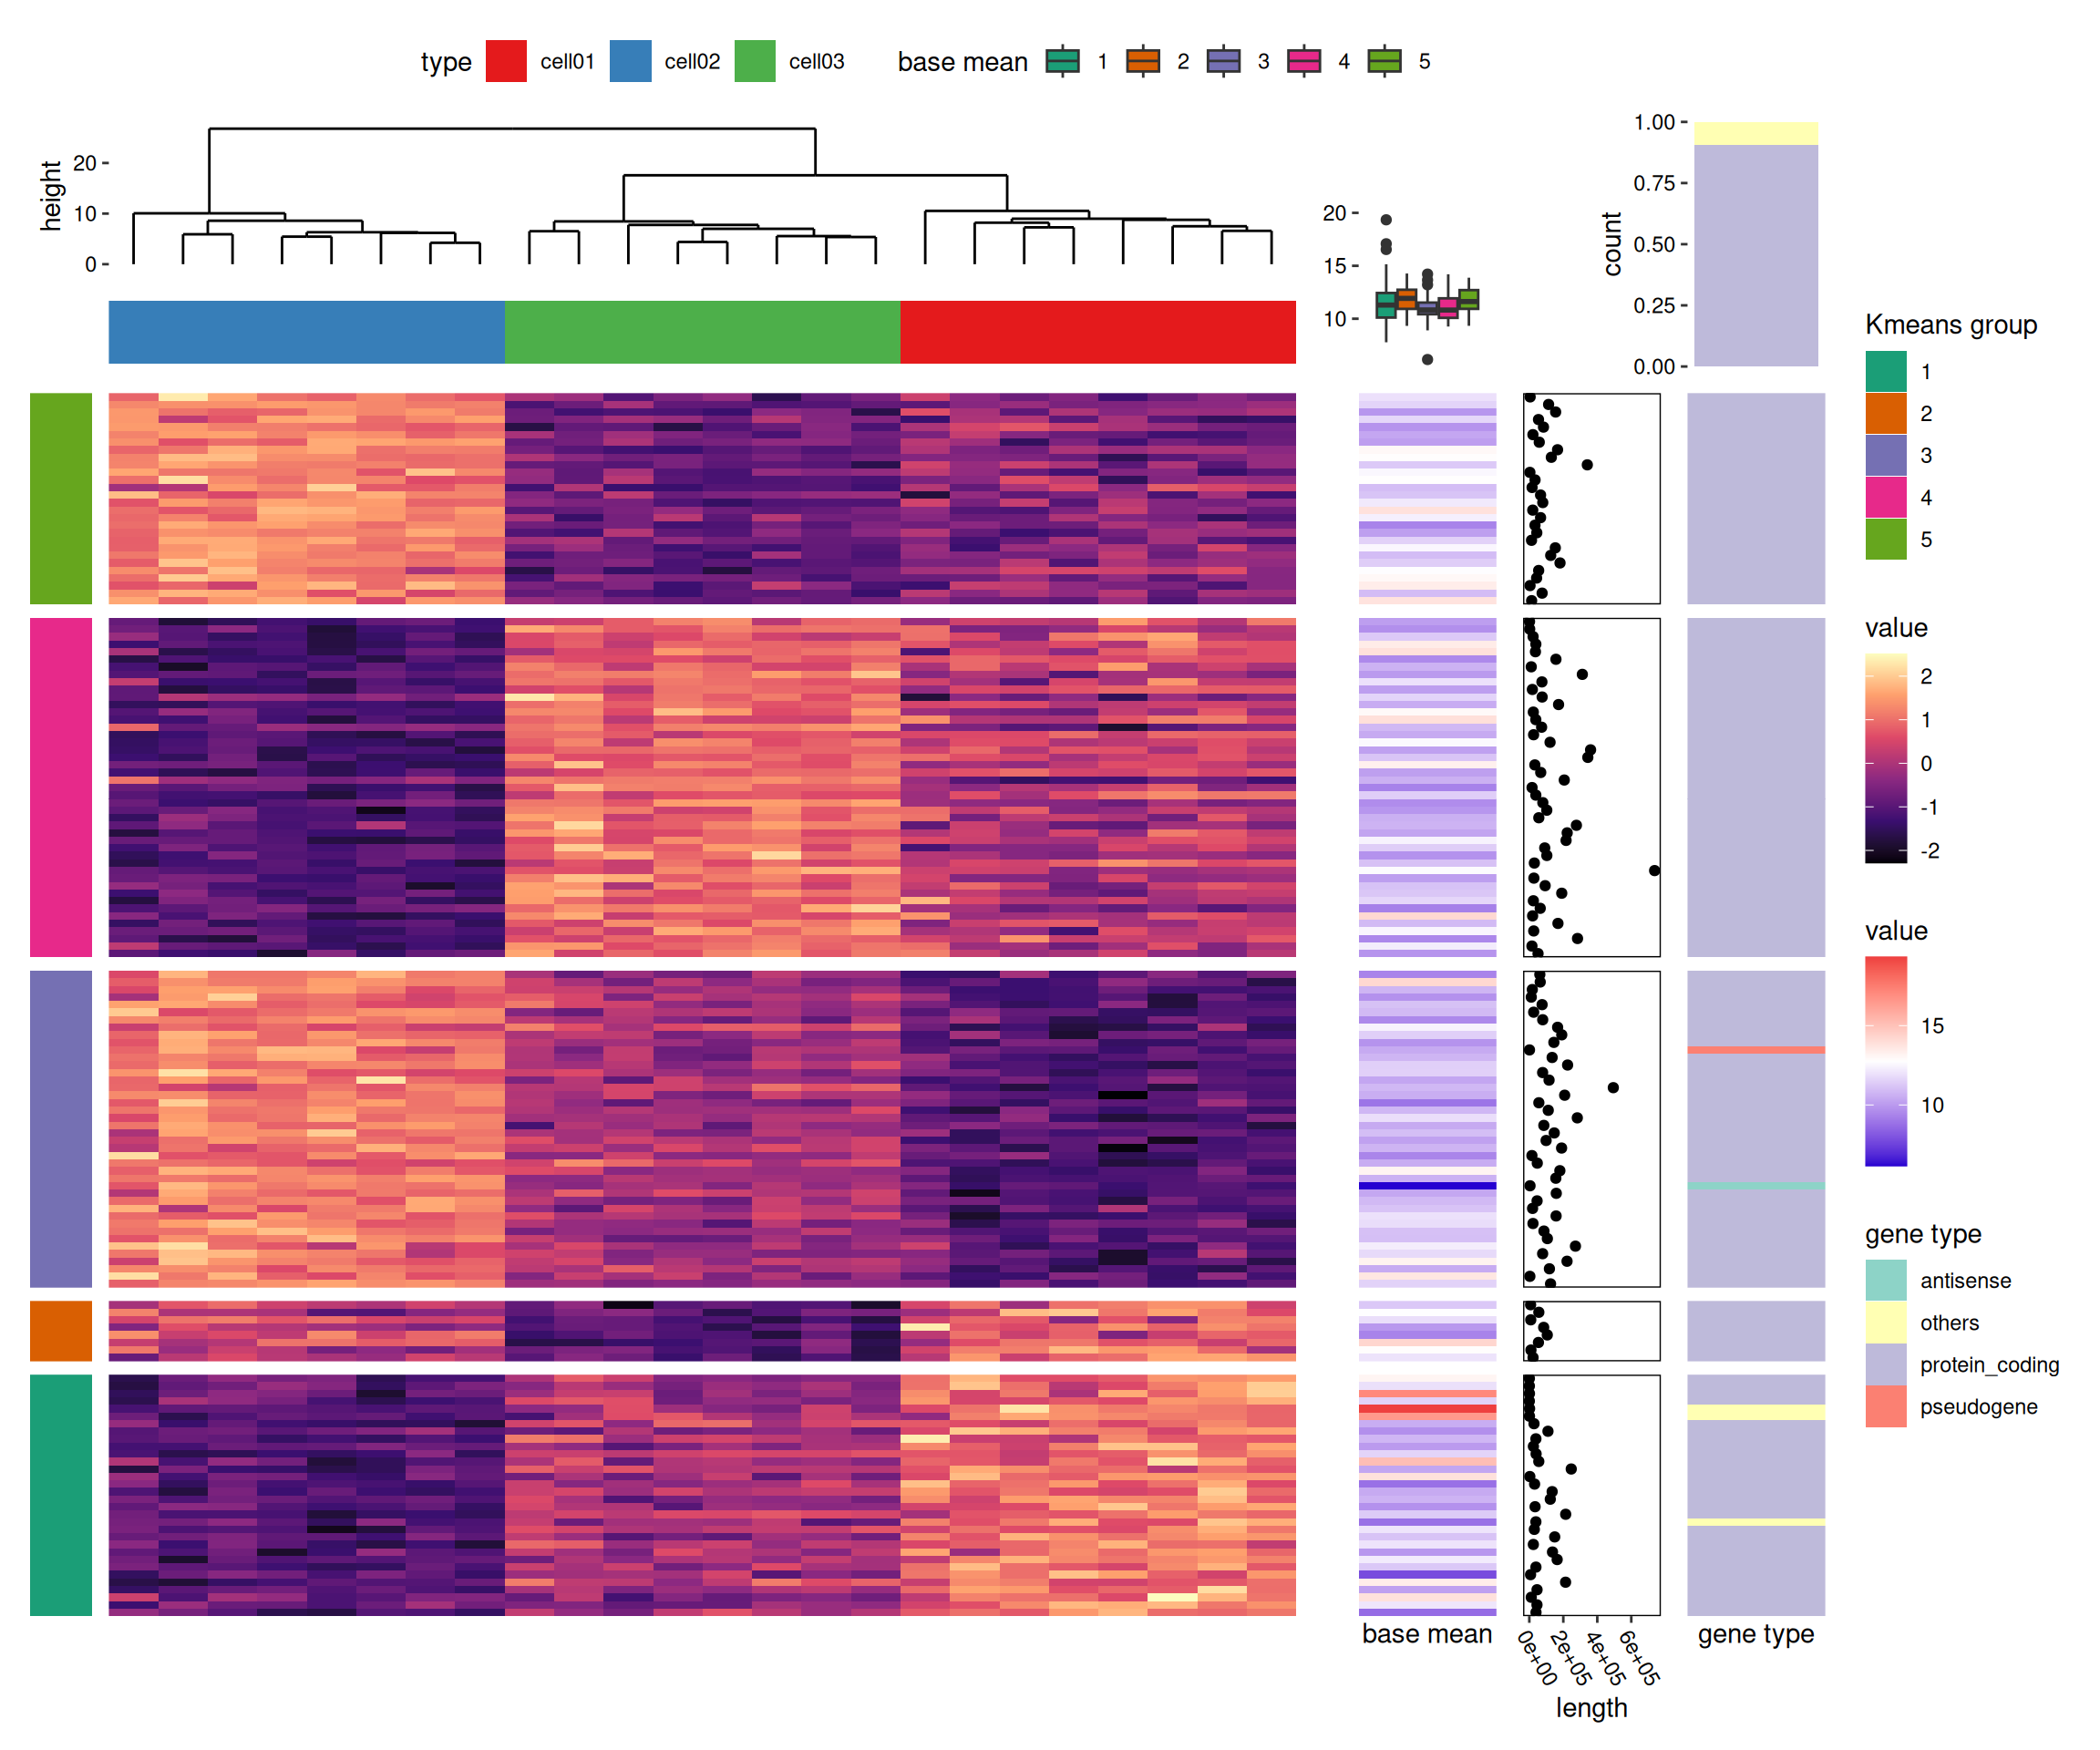 type cell01 cell02 cell03 base mean 1 2 3 4 5
height
20
10
0
20
15
10
count
1.00
0.75
0.50
0.25
0.00
Kmeans group
1
2
3
4
5
value
2
1
0
-1
-2
value
15
10
gene type
antisense
others
protein_coding
pseudogene
base mean
0e+00
2e+05
4e+05
6e+05
length
gene type